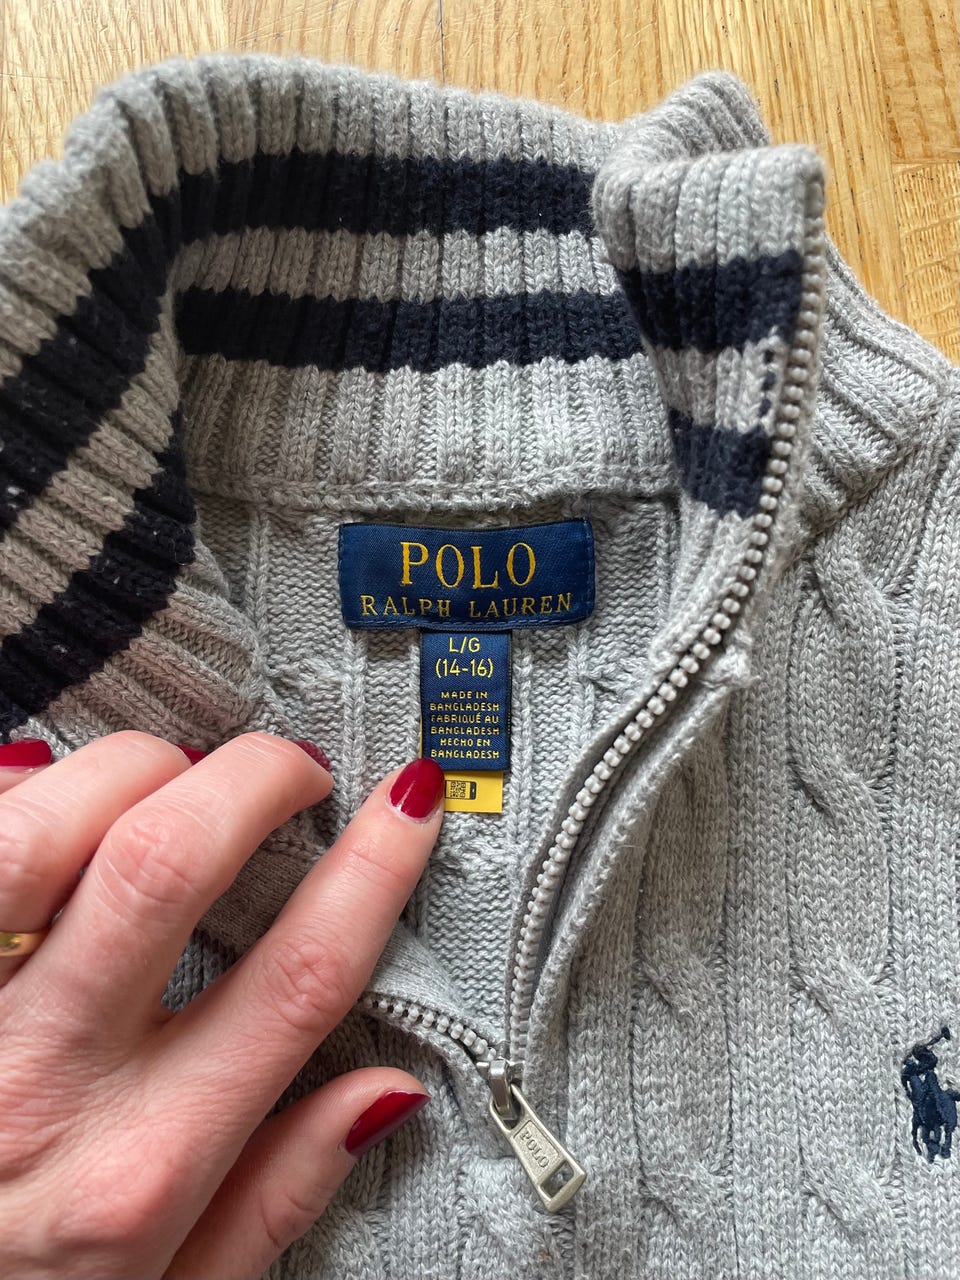 POLO
RALPH LAUREN
L/G
(14-16)
MADE IN
BANGLADESH
FABRIQUÉ AU
BANGLADESH
HECHO EN
BANGLADESH
POLO